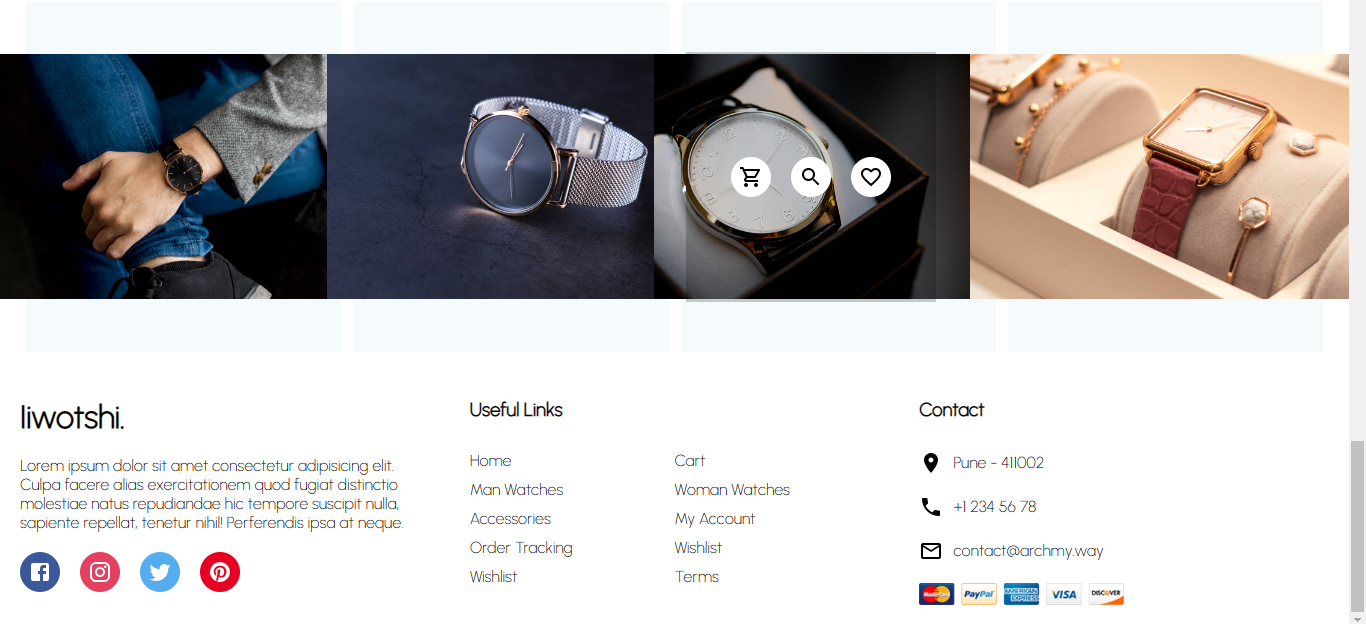 liwotshi.
Lorem ipsum dolor sit amet consectetur adipisicing elit.
Culpa facere alias exercitationem quod fugiat distinctio
molestiae natus repudiandae hic tempore suscipit nulla,
sapiente repellat, tenetur nihil! Perferendis ipsa at neque.
Useful Links
Home
Man Watches
Accessories
Order Tracking
Wishlist
Cart
Woman Watches
My Account
Wishlist
Terms
Contact
Pune - 411002
+1 234 56 78
contact@archmy.way
MasterCard
PayPal
AMERICAN EXPRESS
VISA
DISCOVER